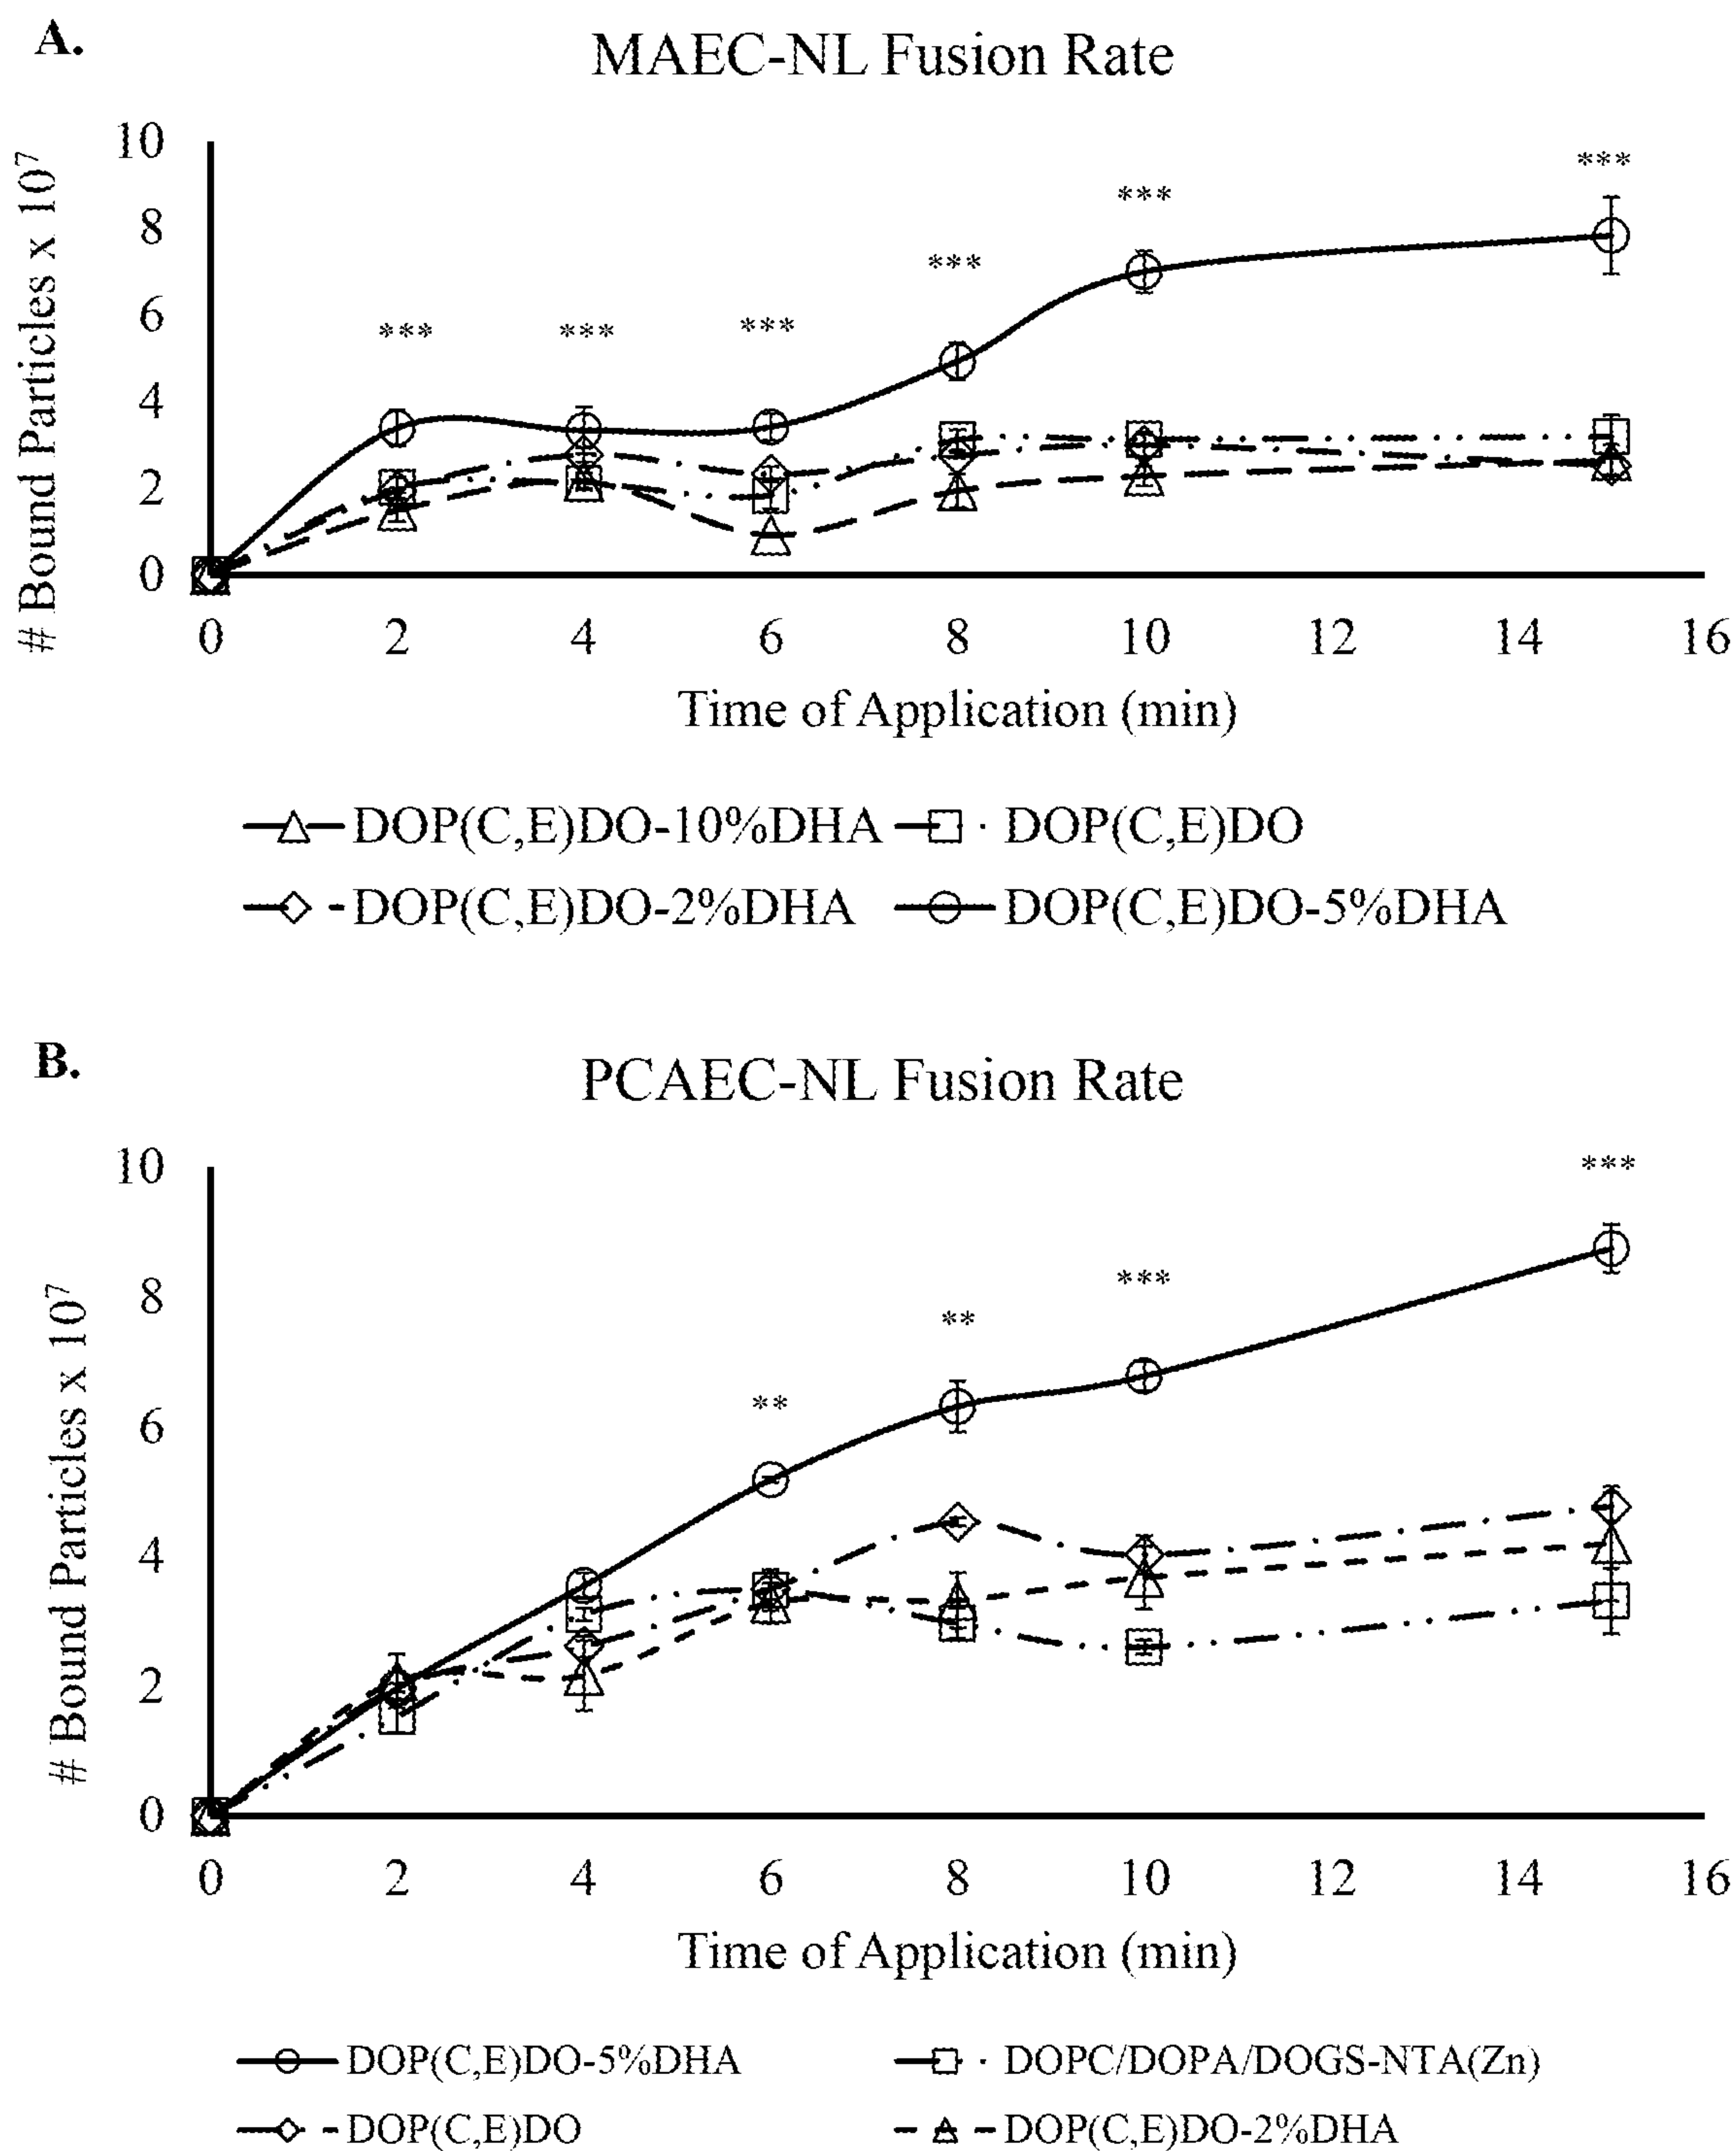 A.
MAEC-NL Fusion Rate
***
***
***
***
***
***
# Bound Particles x 10⁷
10
8
6
4
2
0
0 2 4 6 8 10 12 14 16
Time of Application (min)
DOP(C,E)DO-10%DHA DOP(C,E)DO
DOP(C,E)DO-2%DHA DOP(C,E)DO-5%DHA
B.
PCAEC-NL Fusion Rate
***
***
**
**
# Bound Particles x 10⁷
10
8
6
4
2
0
0 2 4 6 8 10 12 14 16
Time of Application (min)
DOP(C,E)DO-5%DHA DOPC/DOPA/DOGS-NTA(Zn)
DOP(C,E)DO DOP(C,E)DO-2%DHA